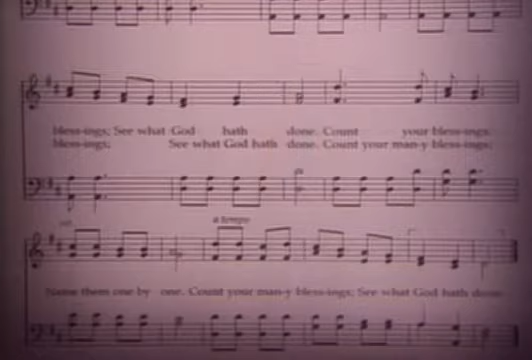 bless-ings; See what God hath done. Count your bless-ings.
bless-ings; See what God hath done. Count your man-y bless-ings;
a tempo
Name them one by one. Count your man-y bless-ings; See what God hath done.